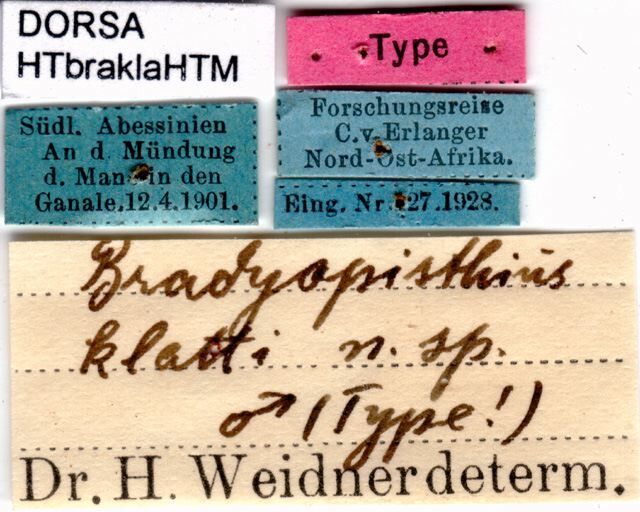 DORSA
HTbraklaHTM
Type
Südl. Abessinien
An d. Mündung
d. Man in den
Ganale.12.4.1901.
Forschungsreise
C.v. Erlanger
Nord-Ost-Afrika.
Eing. Nr. 27.1928.
Bradyopisthius
klatti n. sp.
♂ (Type!)
Dr. H. Weidner determ.